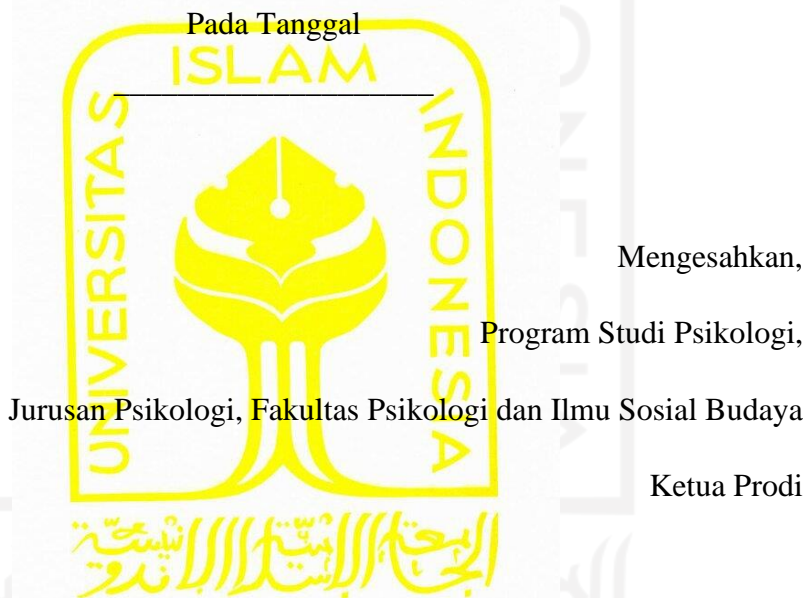 Pada Tanggal
ISLAM
UNIVERSITAS
INDONESIA
Mengesahkan,
Program Studi Psikologi,
Jurusan Psikologi, Fakultas Psikologi dan Ilmu Sosial Budaya
Ketua Prodi